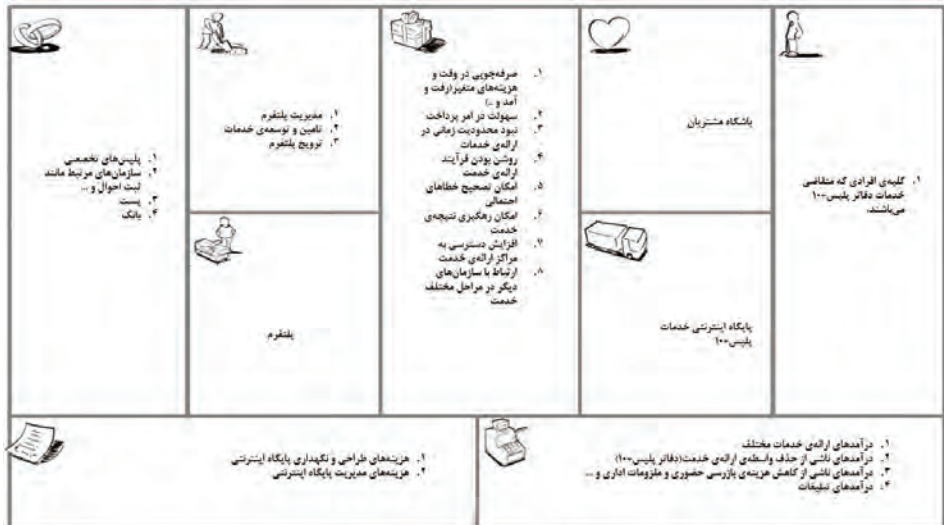 ۱. پلیس‌های تخصصی
۲. سازمان‌های مرتبط مانند
ثبت احوال و ...
۳. پست
۴. بانک
۱. مدیریت پلتفرم
۲. تامین و توسعه‌ی خدمات
۳. ترویج پلتفرم
پلتفرم
۱. صرفه‌جویی در وقت و
هزینه‌های متغیر(رفت و
آمد و ..)
۲. سهولت در امر پرداخت
۳. نبود محدودیت زمانی در
ارائه‌ی خدمات
۴. روشن بودن فرآیند
ارائه‌ی خدمت
۵. امکان تصحیح خطاهای
احتمالی
۶. امکان رهگیری نتیجه‌ی
خدمت
۷. افزایش دسترسی به
مراکز ارائه‌ی خدمت
۸. ارتباط با سازمان‌های
دیگر در مراحل مختلف
خدمت
باشگاه مشتریان
پایگاه اینترنتی خدمات
پلیس+۱۰
۱. کلیه‌ی افرادی که متقاضی
خدمات دفاتر پلیس+۱۰
می‌باشند.
۱. هزینه‌های طراحی و نگهداری پایگاه اینترنتی
۲. هزینه‌های مدیریت پایگاه اینترنتی
۱. درآمدهای ارائه‌ی خدمات مختلف
۲. درآمدهای ناشی از حذف واسطه‌ی ارائه‌ی خدمت(دفاتر پلیس+۱۰)
۳. درآمدهای ناشی از کاهش هزینه‌ی بازرسی حضوری و ملزومات اداری و ...
۴. درآمدهای تبلیغات